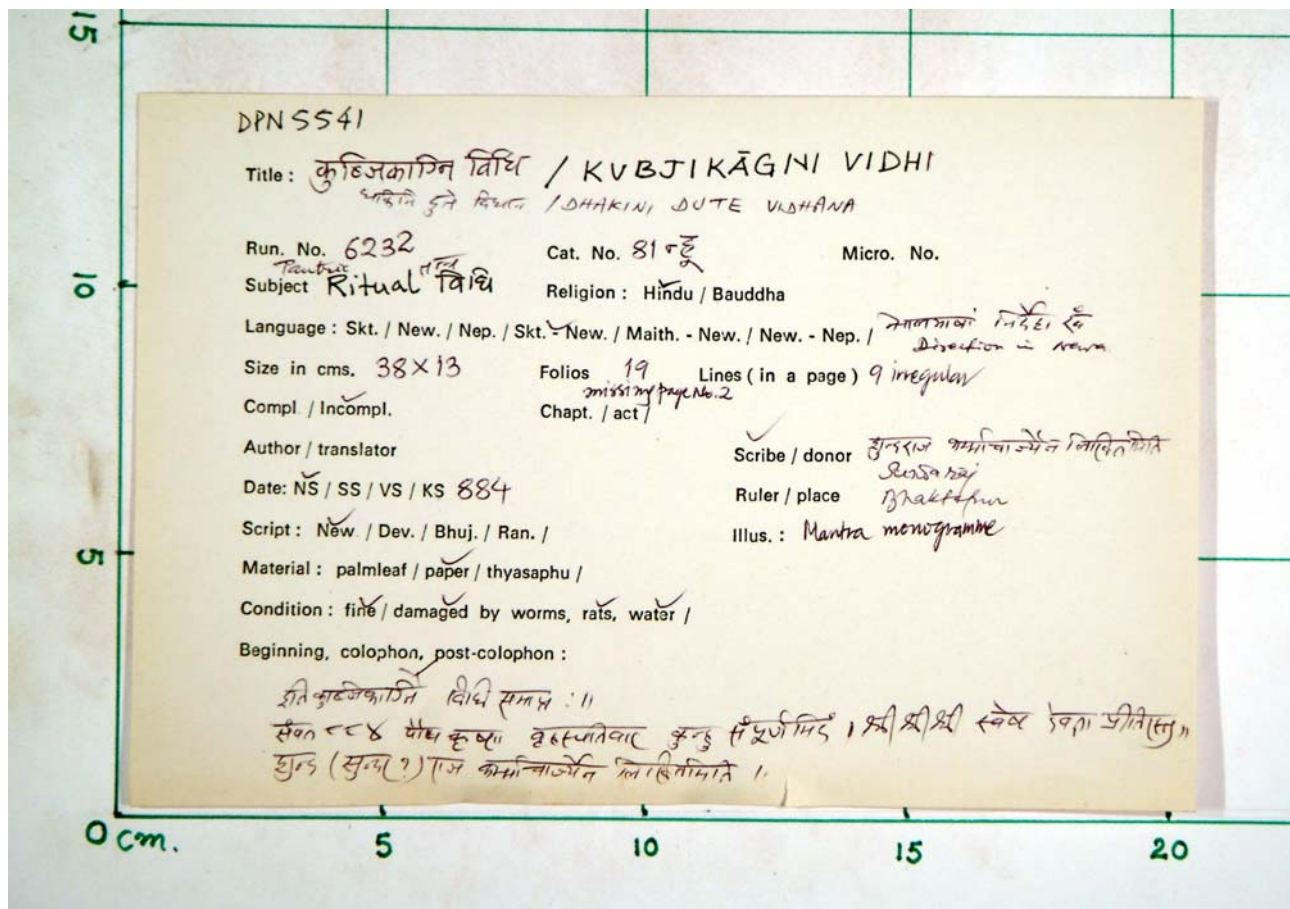 15
DPN 5541
Title : कुब्जिकाग्नि विधि / KUBJIKĀGNI VIDHI
विधान / DHAKINI DUTE VIDHANA
Run. No. 6232 Cat. No. 81 Micro. No.
Tantric तन्त्र
10 Subject Ritual विधि Religion : Hindu / Bauddha
Language : Skt. / New. / Nep. / Skt. - New. / Maith. - New. / New. - Nep. /
Direction in Newa
Size in cms. 38×13 Folios 19 Lines ( in a page ) 9 irregular
missing page No. 2
Compl. / Incompl. Chapt. / act /
Author / translator Scribe / donor
Date: NS / SS / VS / KS 884 Ruler / place Bhaktapur
Script : New. / Dev. / Bhuj. / Ran. / Illus. : Mantra monogramme
5
Material : palmleaf / paper / thyasaphu /
Condition : fine / damaged by worms, rats, water /
Beginning, colophon, post-colophon :
इति कुब्जिकाग्नि विधि समाप्त : ॥
संवत ८८४ पौष कृष्ण बृहस्पतिवार कुन्हु संपूर्णमिदं । श्री श्री श्री देवता प्रीतिरस्तु ॥
(सुन्दर ?) राज कर्म्माचार्ज्येन लिखितमिति ॥
0 cm. 5 10 15 20